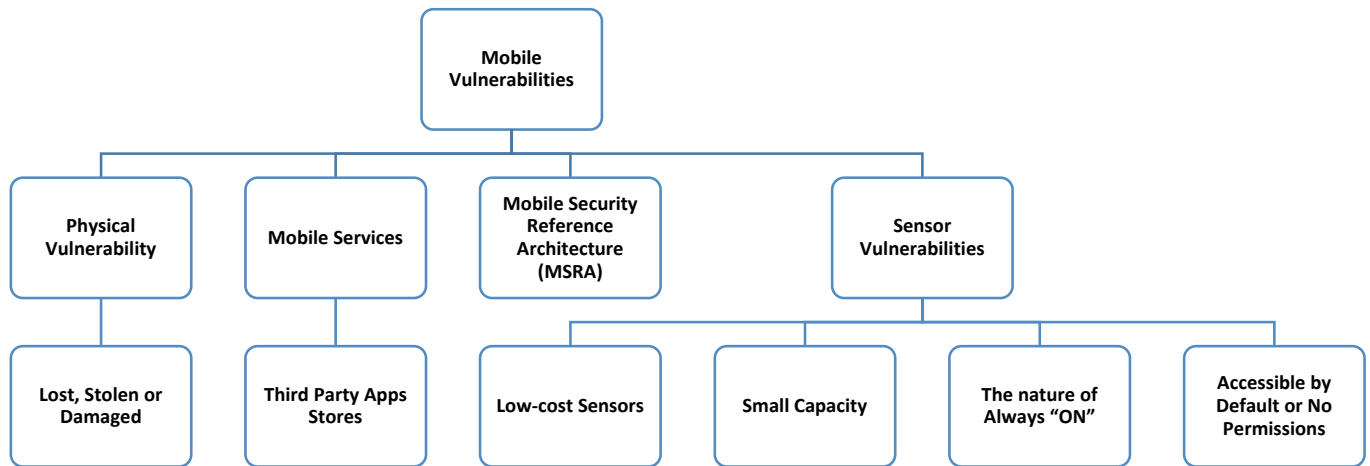 Mobile
Vulnerabilities
Physical
Vulnerability
Mobile Services
Mobile Security
Reference
Architecture
(MSRA)
Sensor
Vulnerabilities
Lost, Stolen or
Damaged
Third Party Apps
Stores
Low-cost Sensors
Small Capacity
The nature of
Always “ON”
Accessible by
Default or No
Permissions